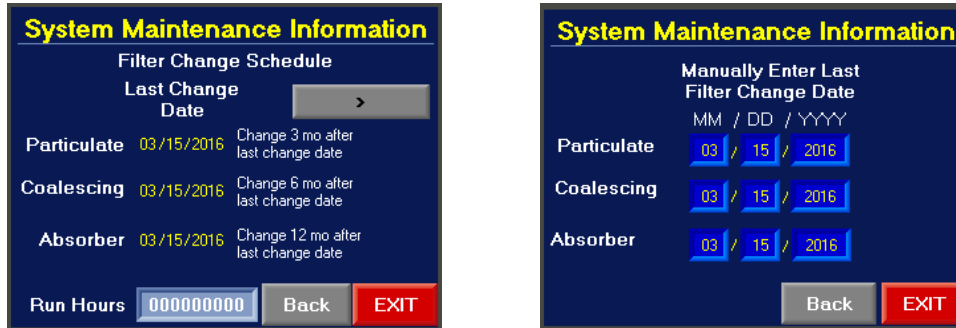 System Maintenance Information
Filter Change Schedule
Last Change
Date
>
Particulate 03/15/2016 Change 3 mo after
last change date
Coalescing 03/15/2016 Change 6 mo after
last change date
Absorber 03/15/2016 Change 12 mo after
last change date
Run Hours 000000000 Back EXIT
System Maintenance Information
Manually Enter Last
Filter Change Date
MM / DD / YYYY
Particulate 03 / 15 / 2016
Coalescing 03 / 15 / 2016
Absorber 03 / 15 / 2016
Back EXIT